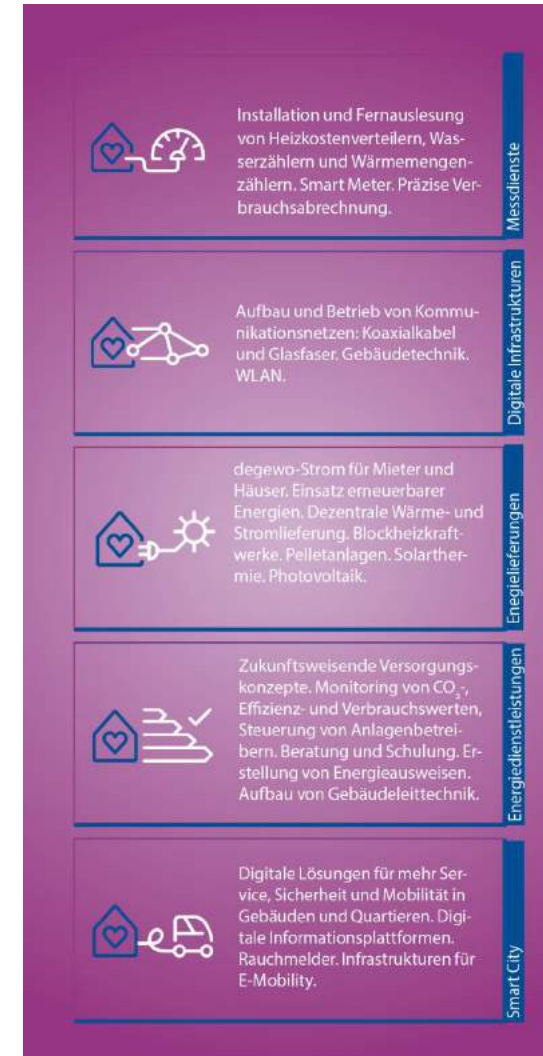 Installation und Fernauslesung
von Heizkostenverteilern, Was-
serzählern und Wärmemengen-
zählern. Smart Meter. Präzise Ver-
brauchsabrechnung.
Messdienste
Aufbau und Betrieb von Kommu-
nikationsnetzen: Koaxialkabel
und Glasfaser. Gebäudetechnik.
WLAN.
Digitale Infrastrukturen
degewo-Strom für Mieter und
Häuser. Einsatz erneuerbarer
Energien. Dezentrale Wärme- und
Stromlieferung. Blockheizkraft-
werke. Pelletanlagen. Solarther-
mie. Photovoltaik.
Enegielieferungen
Zukunftsweisende Versorgungs-
konzepte. Monitoring von CO₂-,
Effizienz- und Verbrauchswerten,
Steuerung von Anlagenbetrei-
bern. Beratung und Schulung. Er-
stellung von Energieausweisen.
Aufbau von Gebäudeleittechnik.
Energiedienstleistungen
Digitale Lösungen für mehr Ser-
vice, Sicherheit und Mobilität in
Gebäuden und Quartieren. Digi-
tale Informationsplattformen.
Rauchmelder. Infrastrukturen für
E-Mobility.
Smart City